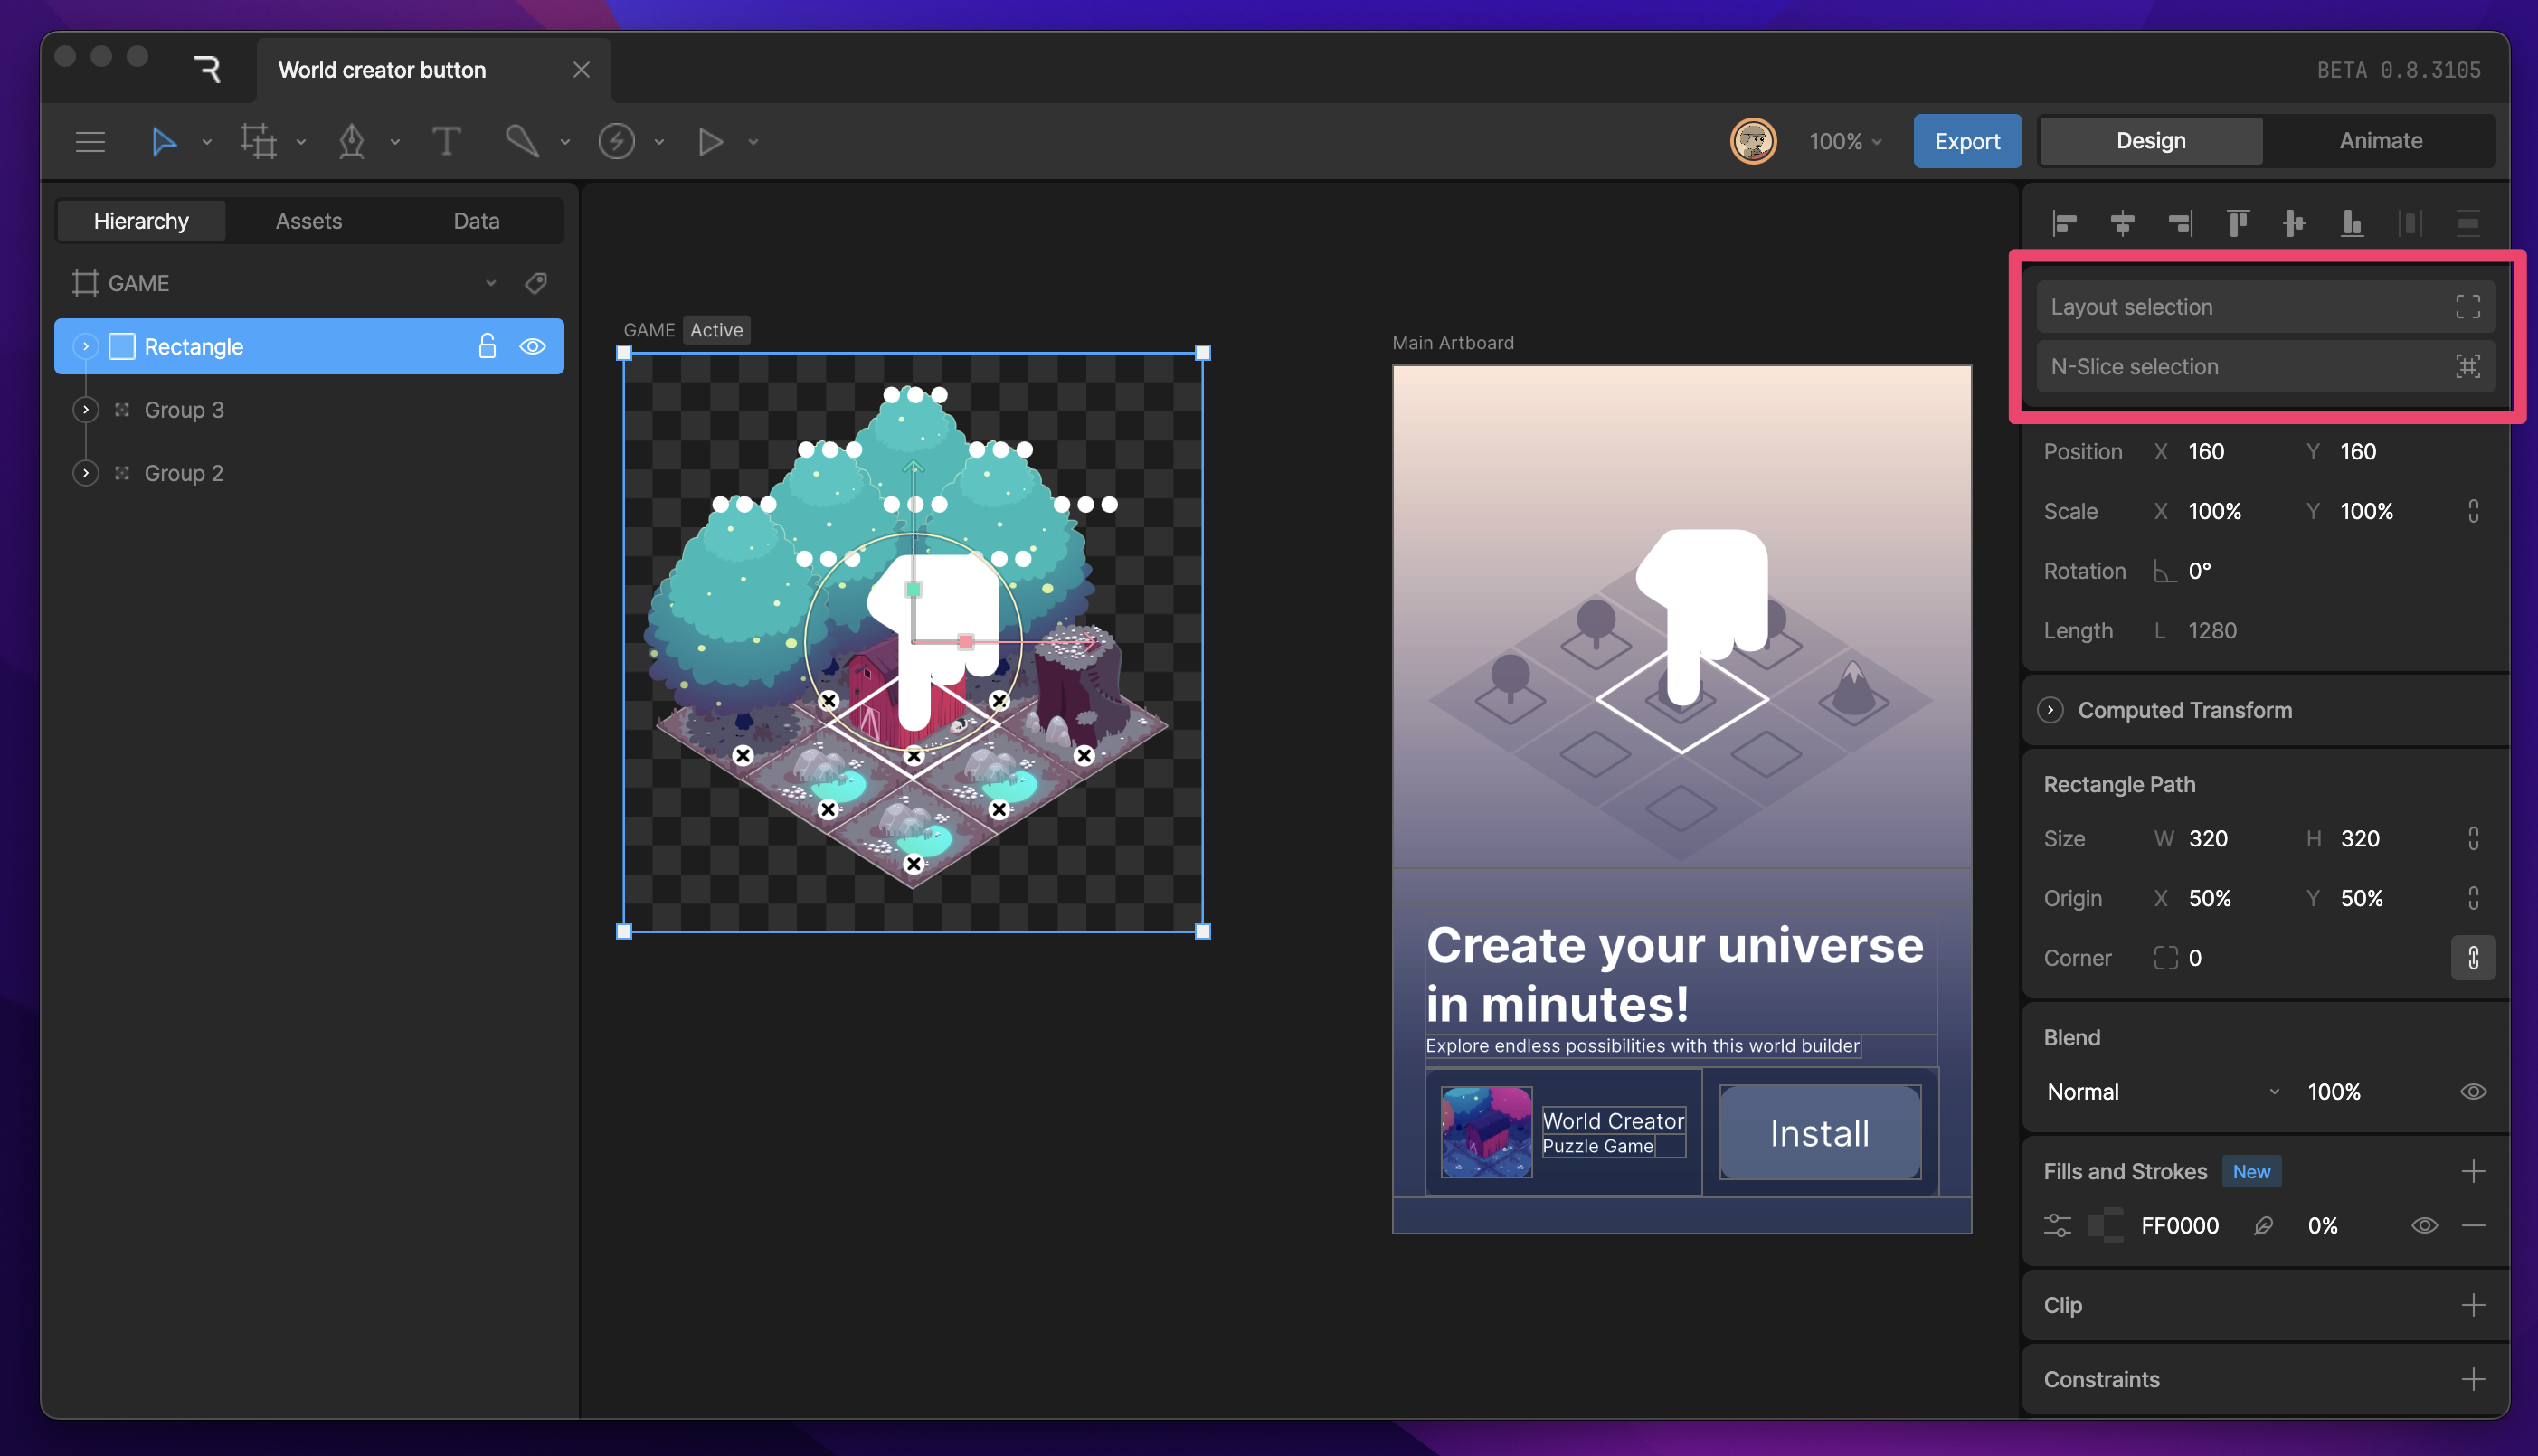 World creator button
BETA 0.8.3105
100%
Export
Design
Animate
Hierarchy
Assets
Data
GAME
Rectangle
Group 3
Group 2
GAME Active
Main Artboard
Create your universe
in minutes!
Explore endless possibilities with this world builder
World Creator
Puzzle Game
Install
Layout selection
N-Slice selection
Position X 160 Y 160
Scale X 100% Y 100%
Rotation 0°
Length L 1280
Computed Transform
Rectangle Path
Size W 320 H 320
Origin X 50% Y 50%
Corner 0
Blend
Normal 100%
Fills and Strokes New
FF0000 0%
Clip
Constraints